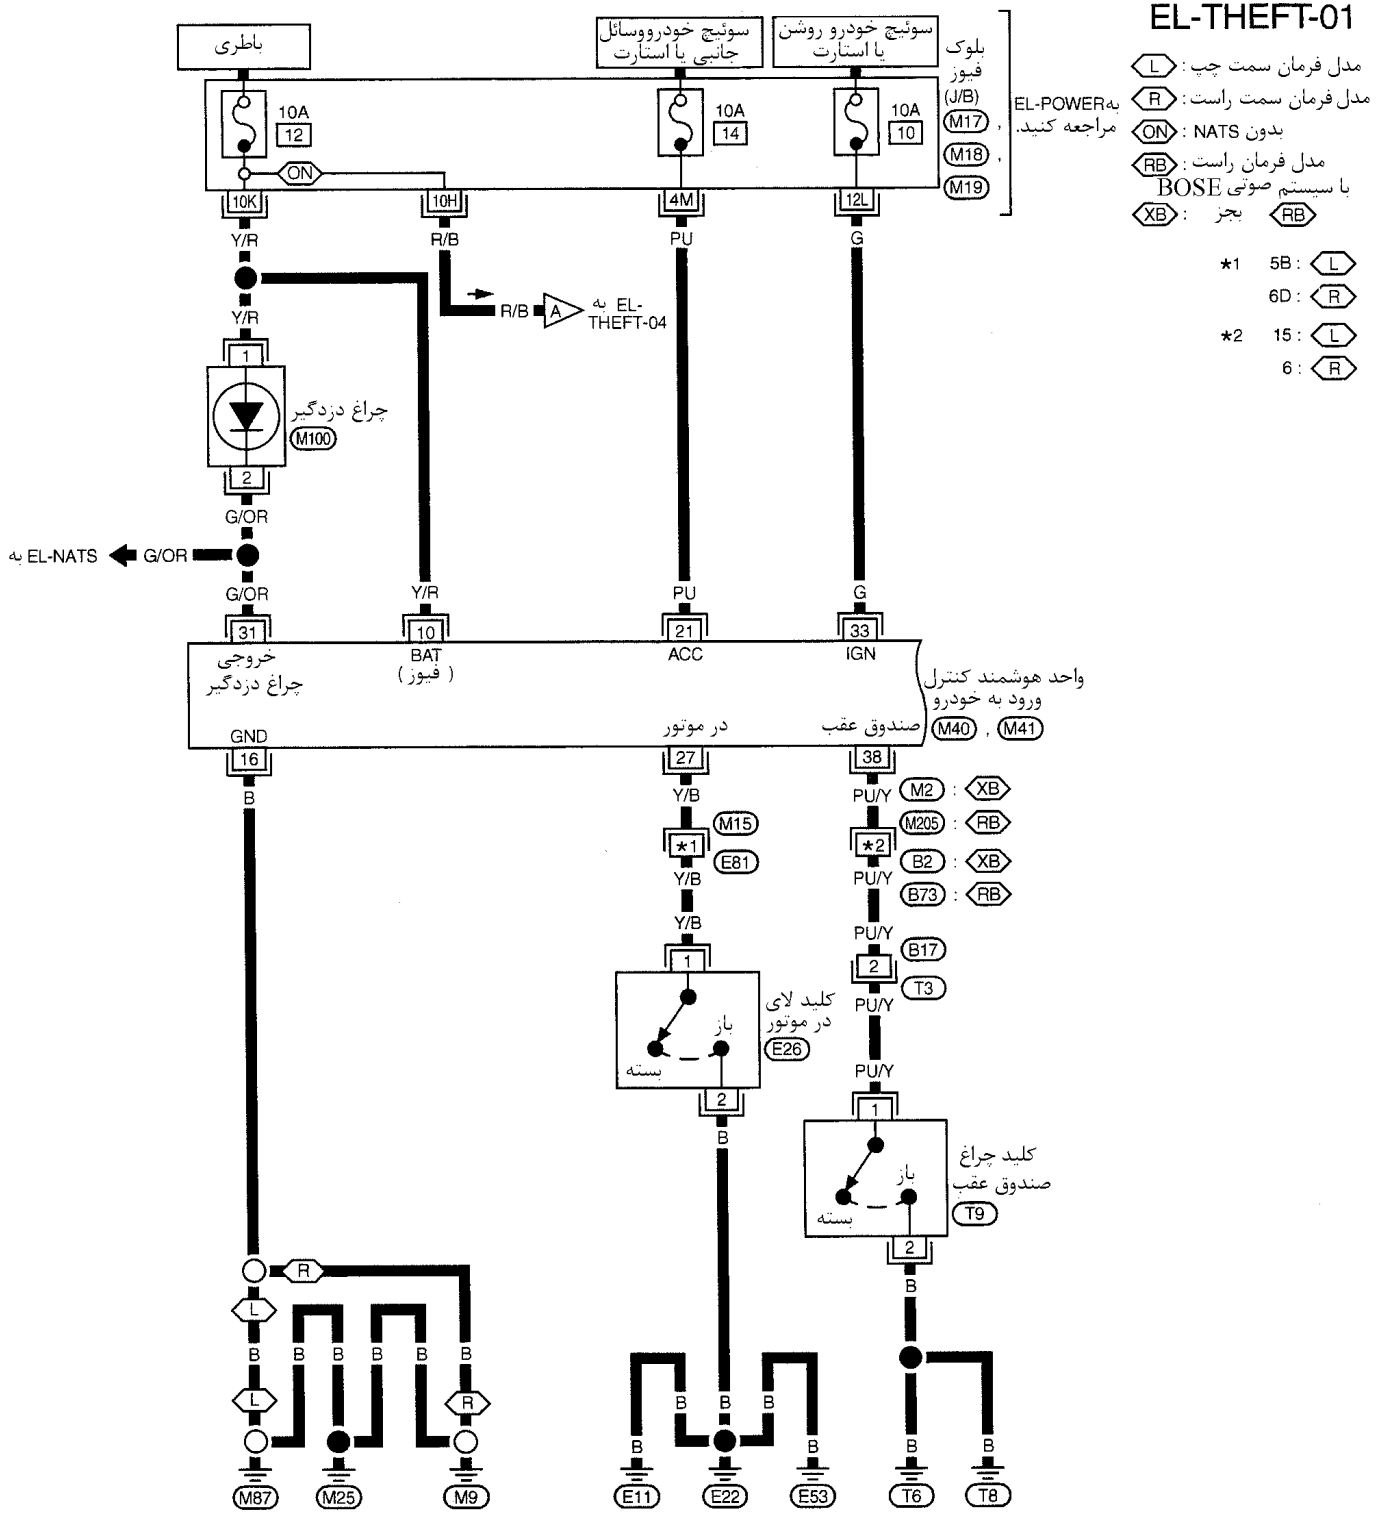 EL-THEFT-01
باطری
سوئیچ خودرووسائل
جانبی یا استارت
سوئیچ خودرو روشن
یا استارت
بلوک
فیوز
(J/B)
M17 ,
M18 ,
M19
به EL-POWER
مراجعه کنید.
L : مدل فرمان سمت چپ
R : مدل فرمان سمت راست
ON : بدون NATS
RB : مدل فرمان راست
با سیستم صوتی BOSE
XB : بجز RB
*1 5B : L
6D : R
*2 15 : L
6 : R
10A
12
10A
14
10A
10
ON
10K
10H
4M
12L
Y/R
R/B
PU
G
R/B
A
به EL-
THEFT-04
Y/R
1
چراغ دزدگیر
M100
2
G/OR
به EL-NATS
G/OR
G/OR
Y/R
PU
G
31
10
21
33
خروجی
چراغ دزدگیر
BAT
(فیوز)
ACC
IGN
واحد هوشمند کنترل
ورود به خودرو
M40 , M41
GND
در موتور
صندوق عقب
16
27
38
B
Y/B
PU/Y
M2 : XB
M205 : RB
M15
*1
*2
E81
B2 : XB
Y/B
PU/Y
B73 : RB
Y/B
PU/Y
B17
1
2
T3
PU/Y
کلید لای
در موتور
E26
باز
بسته
PU/Y
2
1
B
کلید چراغ
صندوق عقب
T9
باز
بسته
2
R
B
L
B
B
B
B
B
B
L
R
B
B
B
B
B
B
B
M87
M25
M9
E11
E22
E53
T6
T8